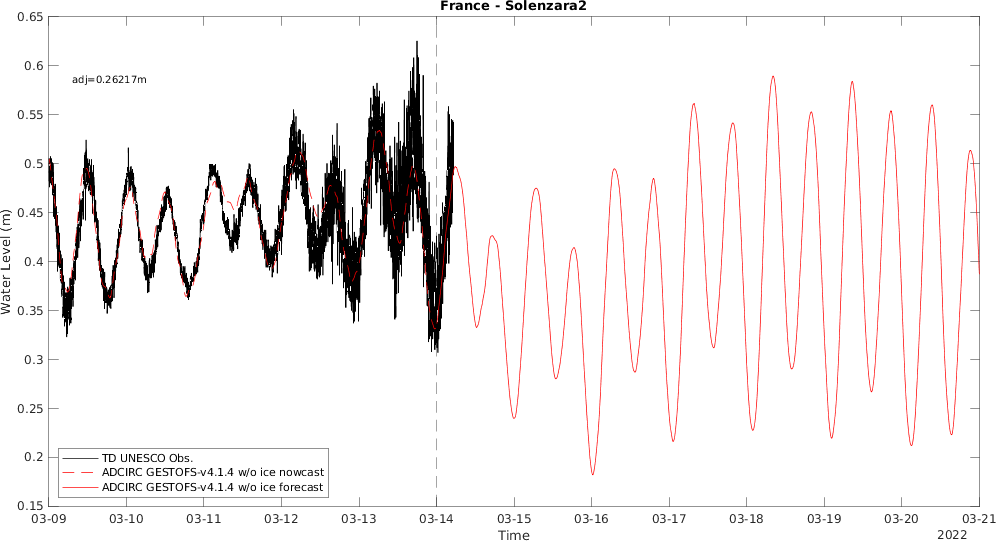 France - Solenzara2
0.65
0.6
0.55
0.5
0.45
0.4
0.35
0.3
0.25
0.2
0.15
Water Level (m)
adj=0.26217m
TD UNESCO Obs.
ADCIRC GESTOFS-v4.1.4 w/o ice nowcast
ADCIRC GESTOFS-v4.1.4 w/o ice forecast
03-09 03-10 03-11 03-12 03-13 03-14 03-15 03-16 03-17 03-18 03-19 03-20 03-21
Time
2022